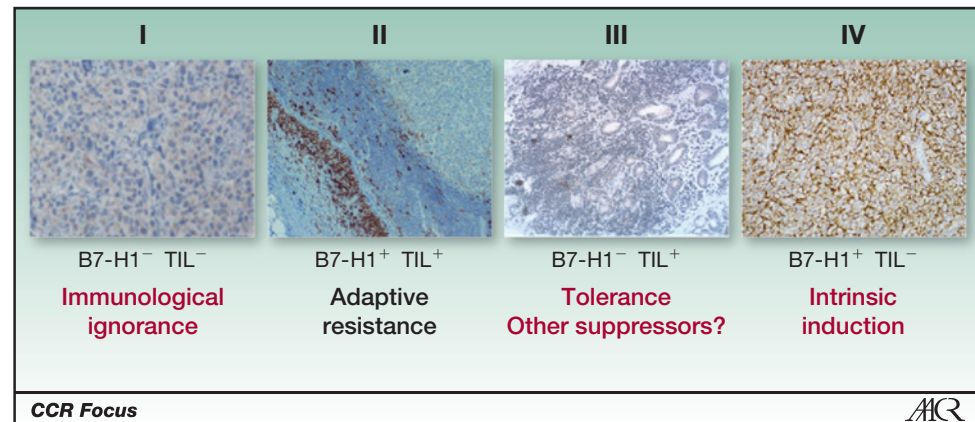 I II III IV
B7-H1⁻ TIL⁻ B7-H1⁺ TIL⁺ B7-H1⁻ TIL⁺ B7-H1⁺ TIL⁻
Immunological Adaptive Tolerance Intrinsic
ignorance resistance Other suppressors? induction
CCR Focus AACR